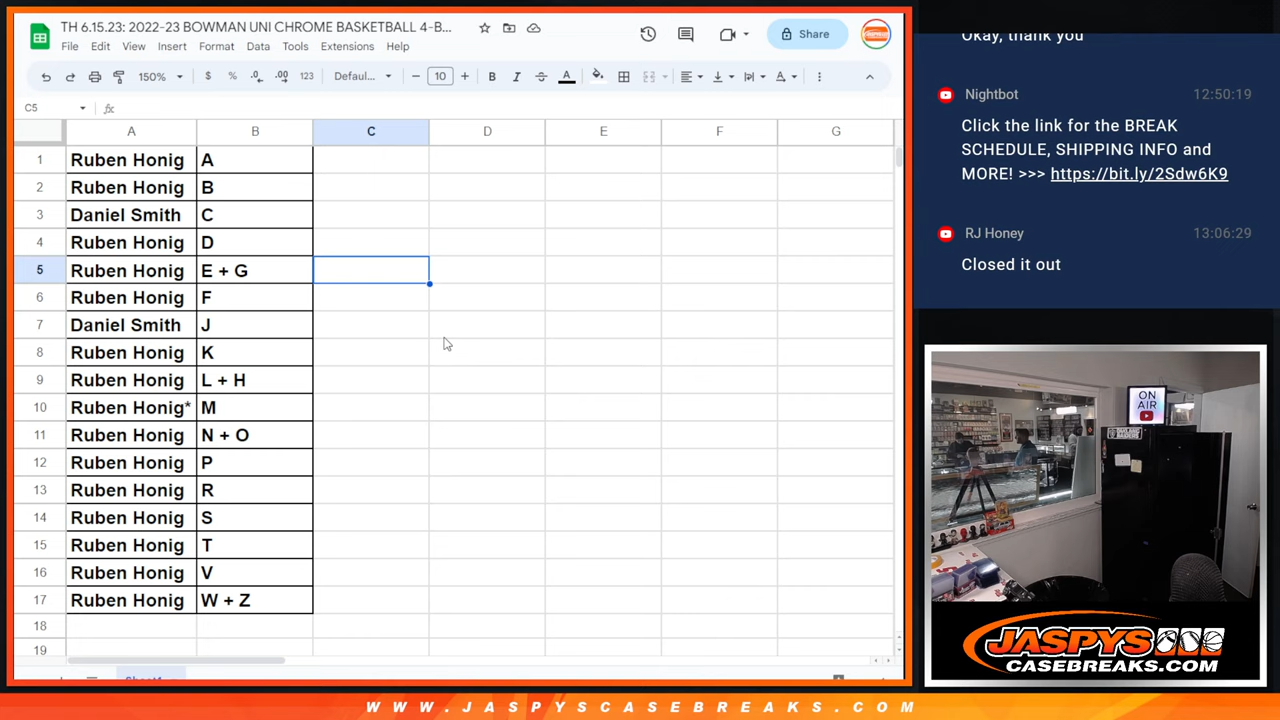 TH 6.15.23: 2022-23 BOWMAN UNI CHROME BASKETBALL 4-B...
File Edit View Insert Format Data Tools Extensions Help
Share
150% $ % .0 .00 123 Defaul... 10 B I A
C5
A B C D E F G
1 Ruben Honig A
2 Ruben Honig B
3 Daniel Smith C
4 Ruben Honig D
5 Ruben Honig E + G
6 Ruben Honig F
7 Daniel Smith J
8 Ruben Honig K
9 Ruben Honig L + H
10 Ruben Honig* M
11 Ruben Honig N + O
12 Ruben Honig P
13 Ruben Honig R
14 Ruben Honig S
15 Ruben Honig T
16 Ruben Honig V
17 Ruben Honig W + Z
18
19
Sheet1
Okay, thank you
Nightbot 12:50:19
Click the link for the BREAK
SCHEDULE, SHIPPING INFO and
MORE! >>> https://bit.ly/2Sdw6K9
RJ Honey 13:06:29
Closed it out
ON
AIR
JASPYS
CASEBREAKS.COM
WWW.JASPYSCASEBREAKS.COM